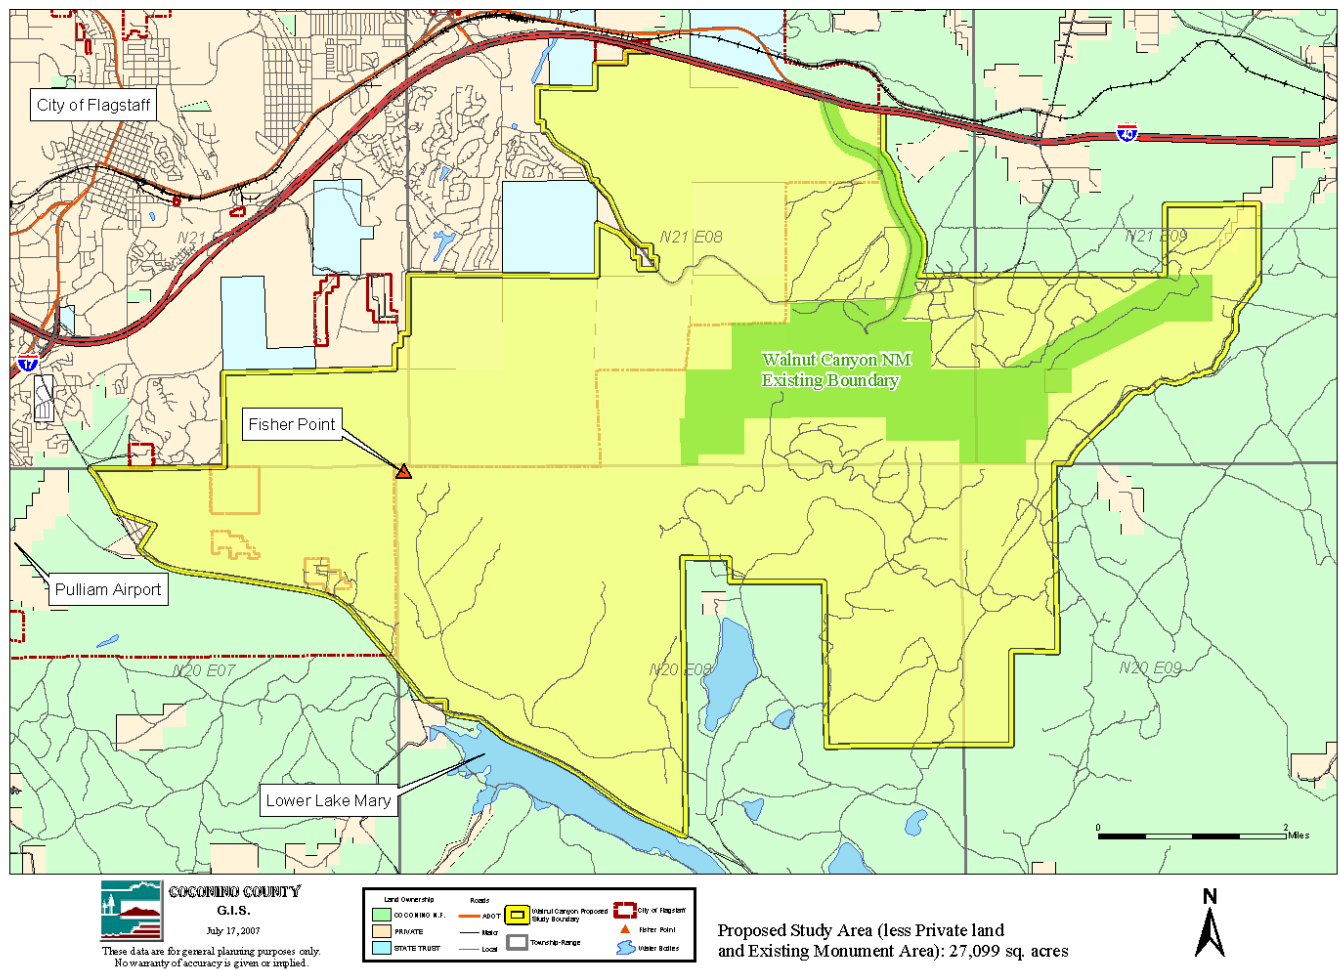 City of Flagstaff
40
N21 E
N21 E08
N21 E09
Walnut Canyon NM
Existing Boundary
17
Fisher Point
Pulliam Airport
N20 E07
N20 E08
N20 E09
Lower Lake Mary
0 2 Miles
COCONINO COUNTY
G.I.S.
July 17, 2007
These data are for general planning purposes only.
No warranty of accuracy is given or implied.
Land Ownership
COCONINO N.F.
PRIVATE
STATE TRUST
Roads
ADOT
Major
Local
Walnut Canyon Proposed
Study Boundary
Township-Range
City of Flagstaff
Fisher Point
Water Bodies
Proposed Study Area (less Private land
and Existing Monument Area): 27,099 sq. acres
N